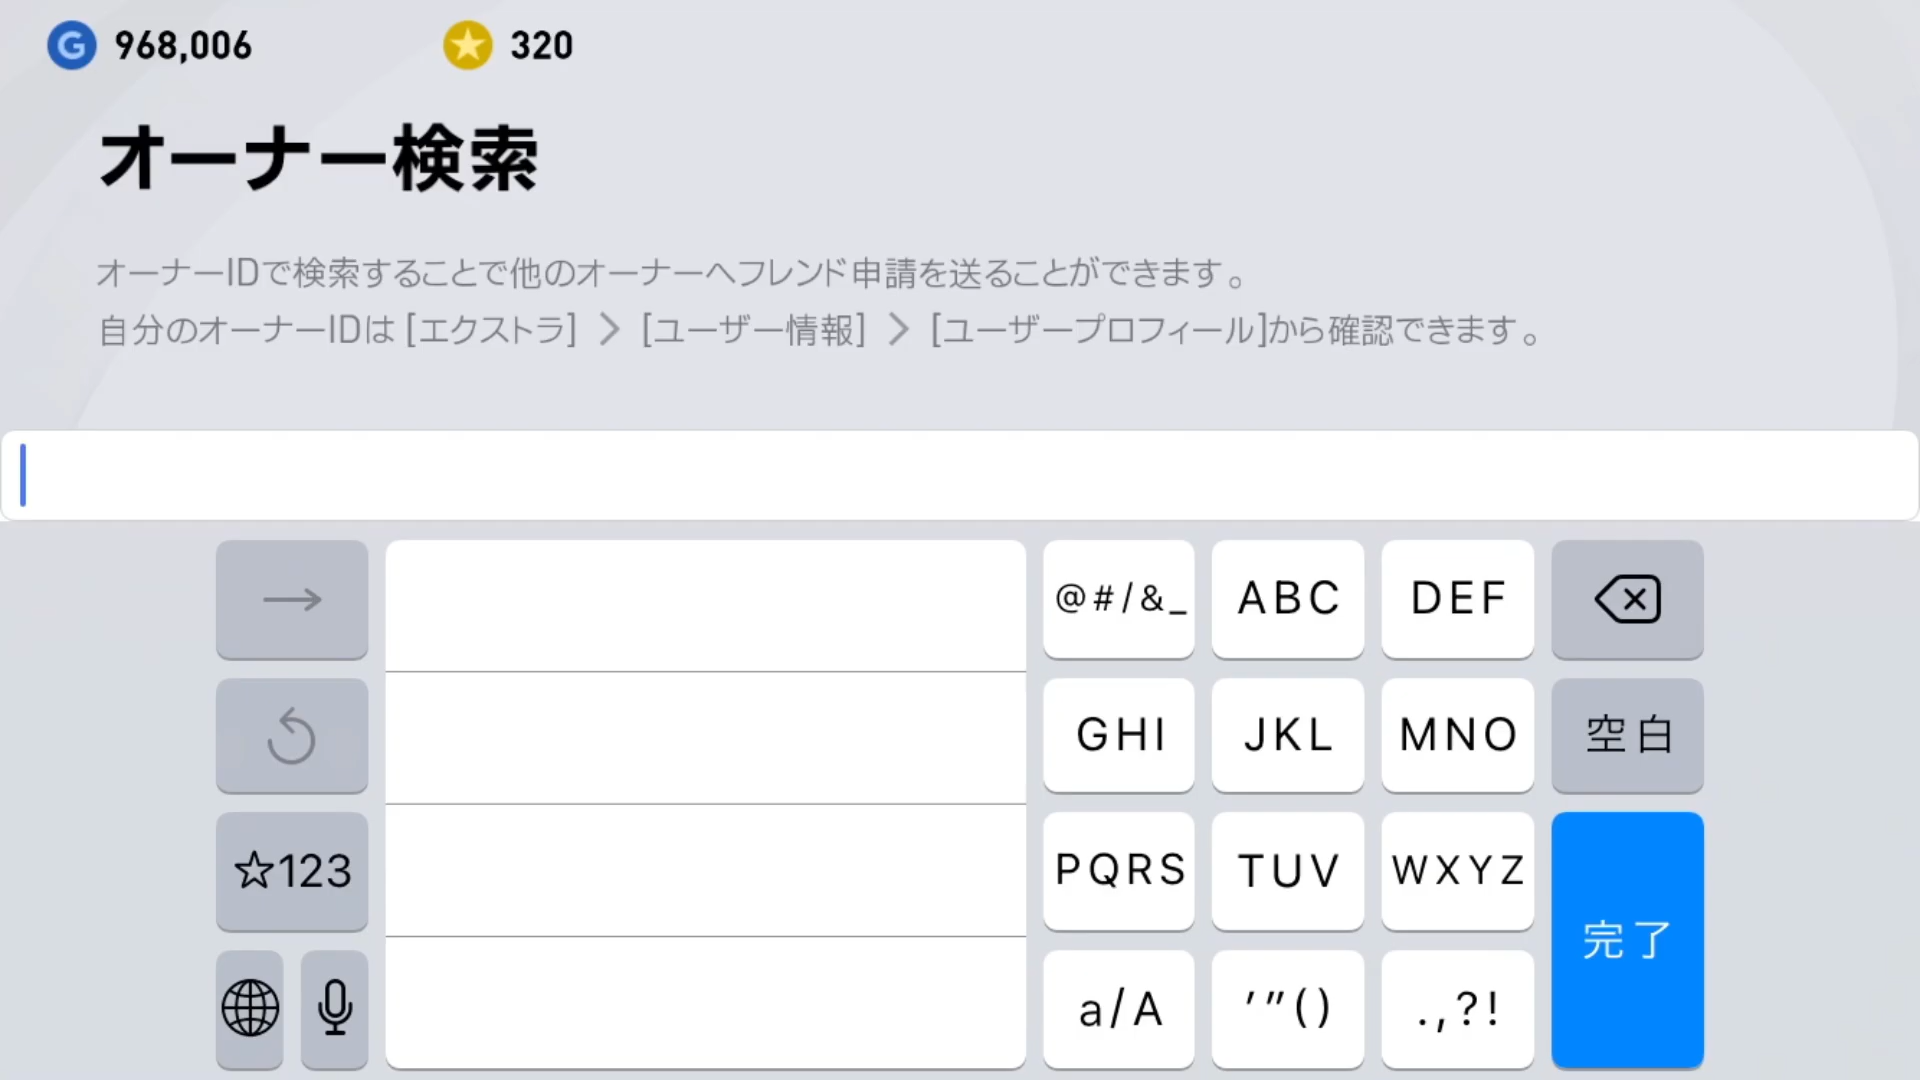 G 968,006 320
オーナー検索
オーナーIDで検索することで他のオーナーへフレンド申請を送ることができます。
自分のオーナーIDは [エクストラ] > [ユーザー情報] > [ユーザープロフィール]から確認できます。
→ @#/&_ ABC DEF
GHI JKL MNO 空白
☆123 PQRS TUV WXYZ
完了
a/A ′″() .,?!